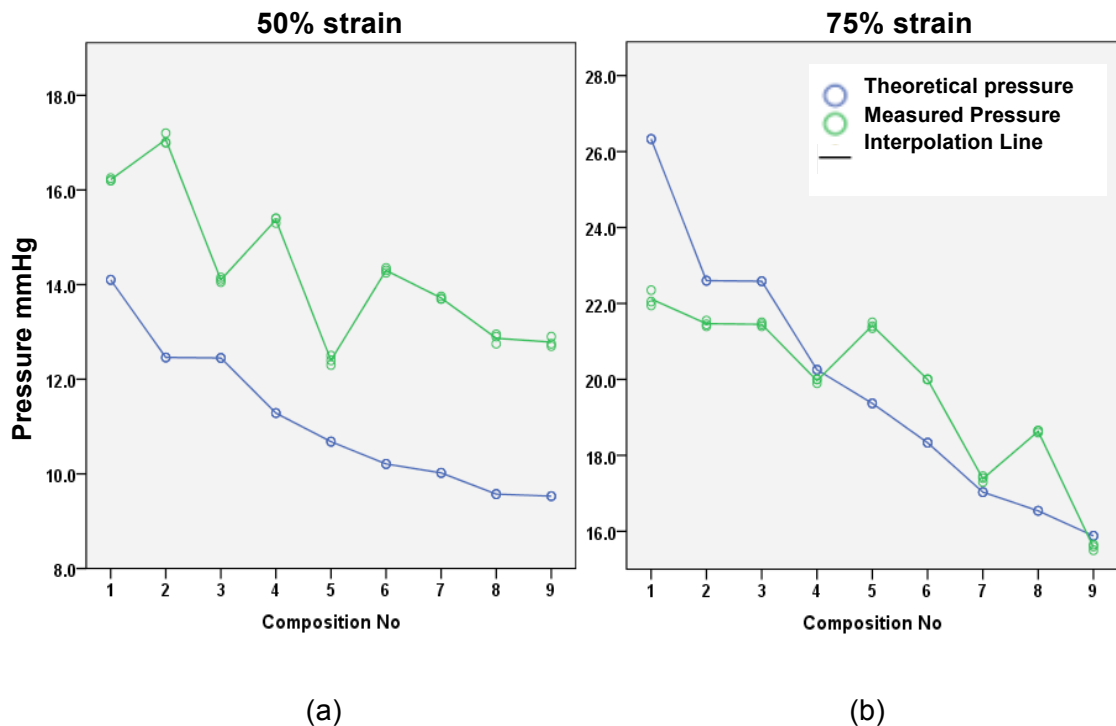 50% strain
75% strain
Pressure mmHg
18.0
16.0
14.0
12.0
10.0
8.0
1 2 3 4 5 6 7 8 9
Composition No
28.0
26.0
24.0
22.0
20.0
18.0
16.0
Theoretical pressure
Measured Pressure
Interpolation Line
1 2 3 4 5 6 7 8 9
Composition No
(a)
(b)